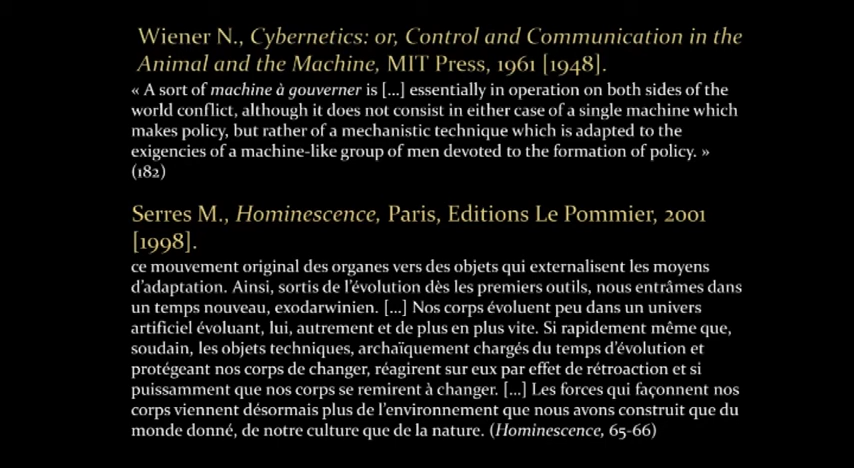 Wiener N., Cybernetics: or, Control and Communication in the
Animal and the Machine, MIT Press, 1961 [1948].
« A sort of machine à gouverner is [...] essentially in operation on both sides of the
world conflict, although it does not consist in either case of a single machine which
makes policy, but rather of a mechanistic technique which is adapted to the
exigencies of a machine-like group of men devoted to the formation of policy. »
(182)
Serres M., Hominescence, Paris, Editions Le Pommier, 2001
[1998].
ce mouvement original des organes vers des objets qui externalisent les moyens
d'adaptation. Ainsi, sortis de l'évolution dès les premiers outils, nous entrâmes dans
un temps nouveau, exodarwinien. [...] Nos corps évoluent peu dans un univers
artificiel évoluant, lui, autrement et de plus en plus vite. Si rapidement même que,
soudain, les objets techniques, archaïquement chargés du temps d'évolution et
protégeant nos corps de changer, réagirent sur eux par effet de rétroaction et si
puissamment que nos corps se remirent à changer. [...] Les forces qui façonnent nos
corps viennent désormais plus de l'environnement que nous avons construit que du
monde donné, de notre culture que de la nature. (Hominescence, 65-66)